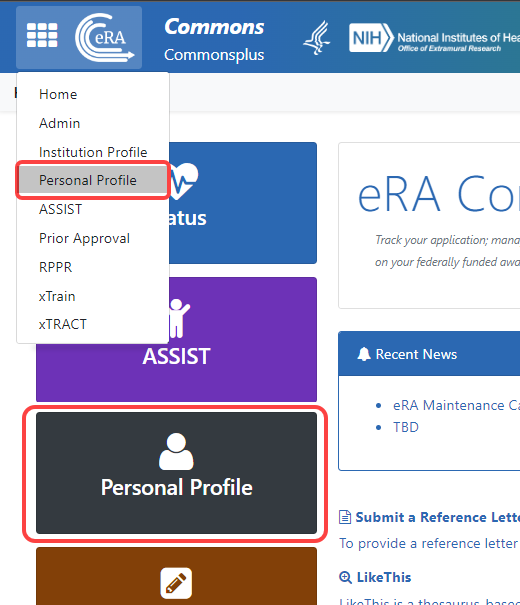 eRA
Commons
Commonsplus
NIH
National Institutes of Hea
Office of Extramural Research
Home
Admin
Institution Profile
Personal Profile
ASSIST
Prior Approval
RPPR
xTrain
xTRACT
atus
ASSIST
Personal Profile
eRA Co
Track your application; mana
on your federally funded awa
Recent News
eRA Maintenance Ca
TBD
Submit a Reference Lette
To provide a reference letter
LikeThis
LikeThis is a thesaurus-based